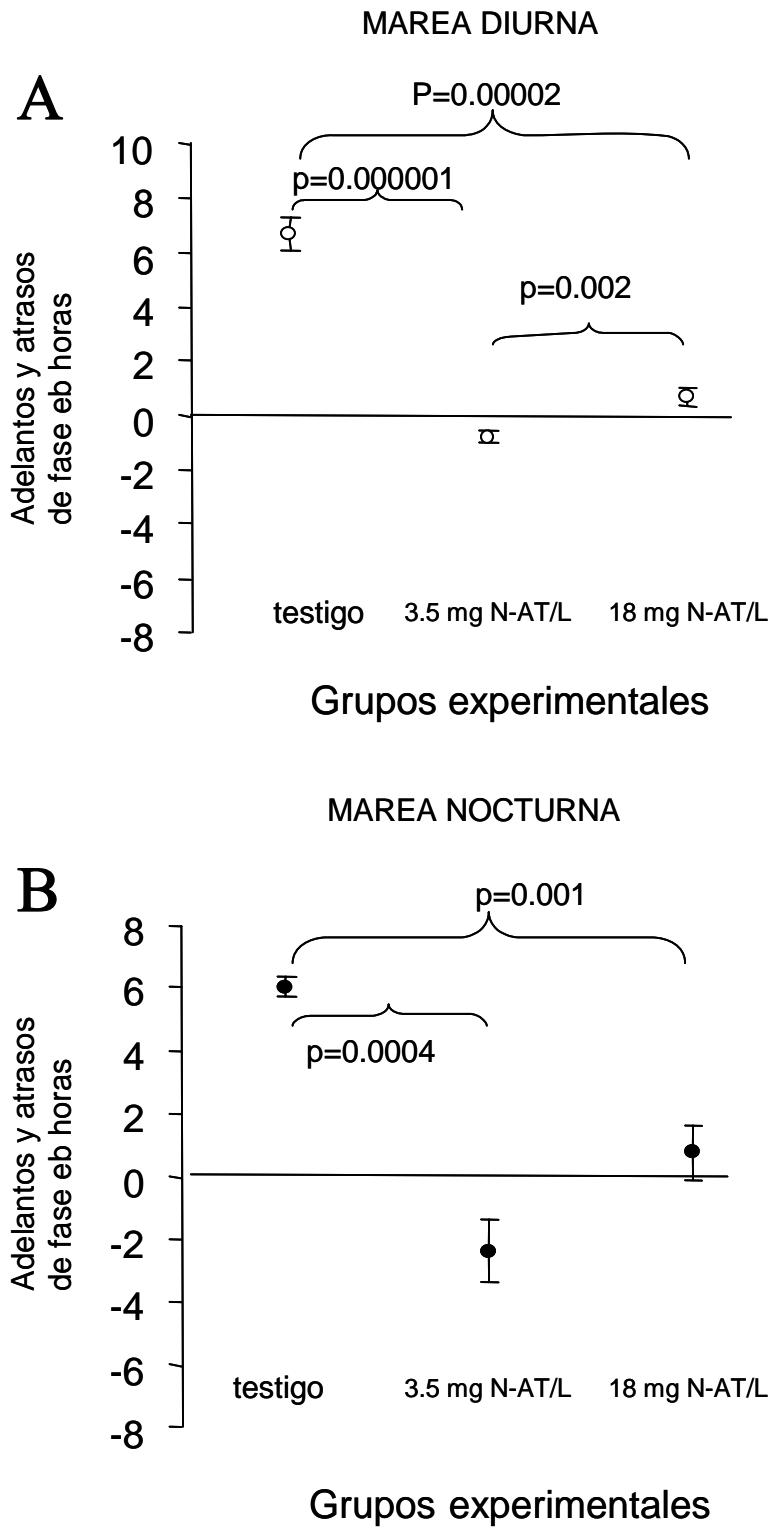 MAREA DIURNA
A
P=0.00002
p=0.000001
p=0.002
10
8
6
4
2
0
-2
-4
-6
-8
Adelantos y atrasos
de fase eb horas
testigo 3.5 mg N-AT/L 18 mg N-AT/L
Grupos experimentales
MAREA NOCTURNA
B
p=0.001
p=0.0004
8
6
4
2
0
-2
-4
-6
-8
Adelantos y atrasos
de fase eb horas
testigo 3.5 mg N-AT/L 18 mg N-AT/L
Grupos experimentales